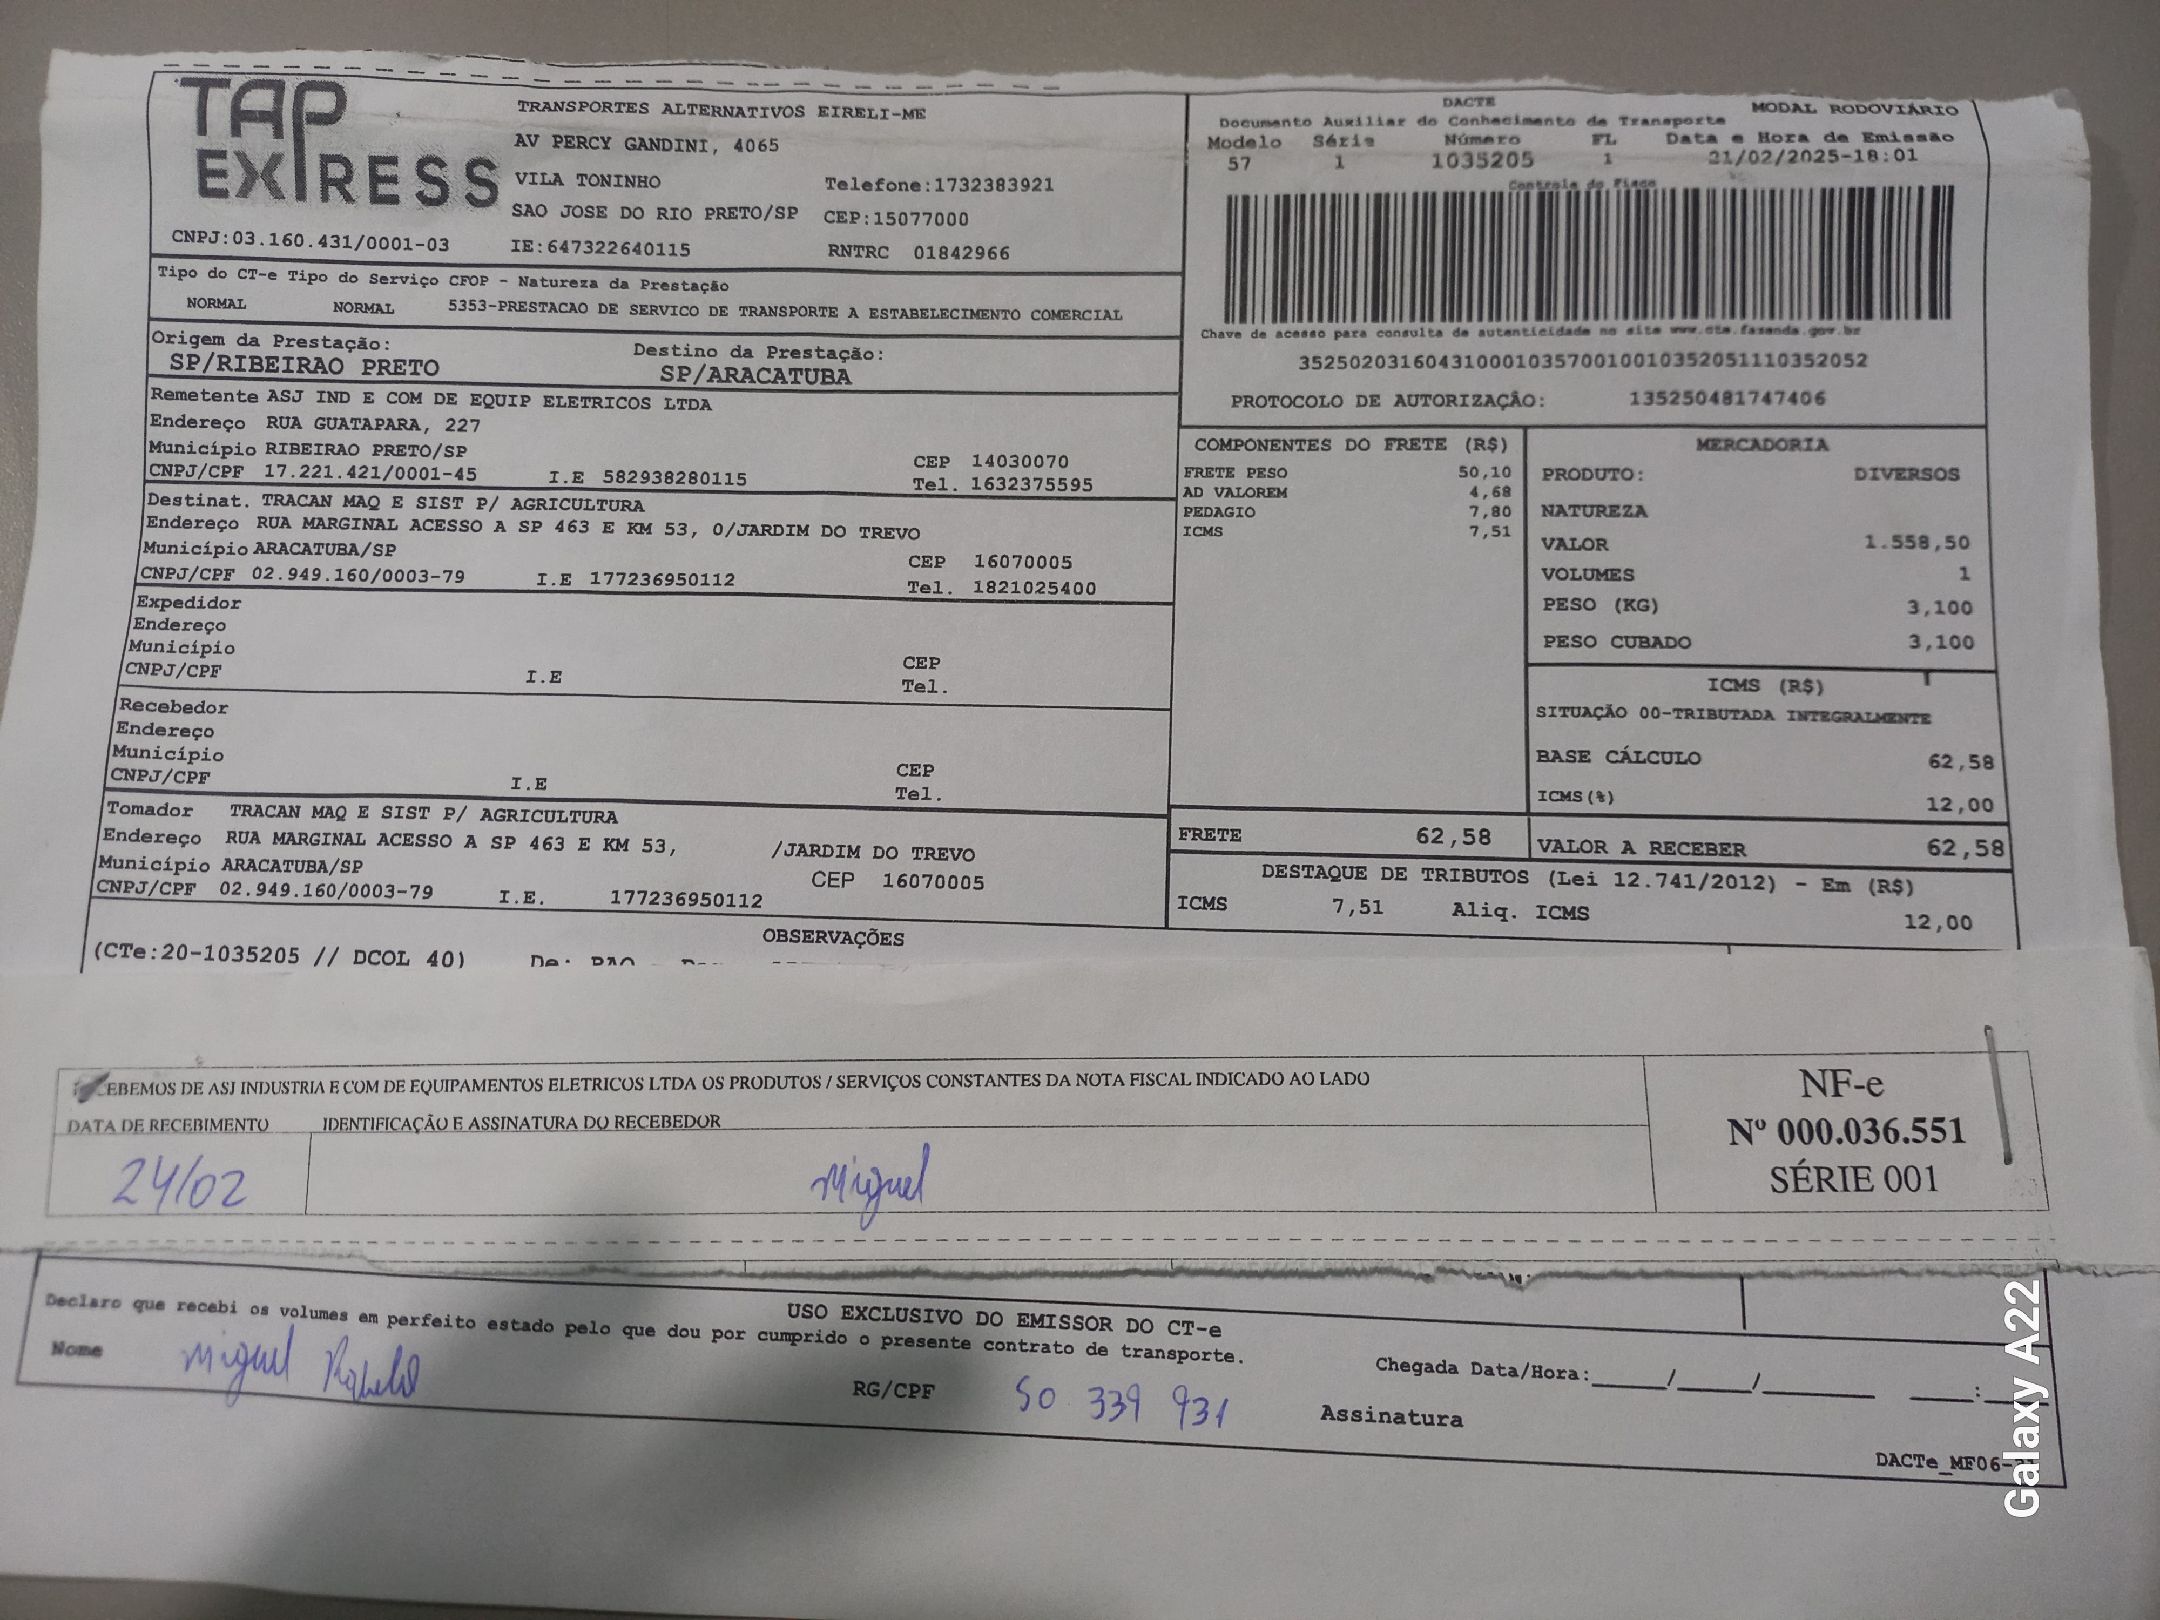 TAP EXPRESS
TRANSPORTES ALTERNATIVOS EIRELI-ME
AV PERCY GANDINI, 4065
VILA TONINHO Telefone:1732383921
SAO JOSE DO RIO PRETO/SP CEP:15077000
CNPJ:03.160.431/0001-03 IE:647322640115 RNTRC 01842966
DACTE MODAL RODOVIÁRIO
Documento Auxiliar do Conhecimento de Transporte
Modelo Série Número FL Data e Hora de Emissão
57 1 1035205 1 21/02/2025-18:01
Controle do Fisco
Chave de acesso para consulta de autenticidade no site www.cte.fazenda.gov.br
35250203160431000103570010010352051110352052
PROTOCOLO DE AUTORIZAÇÃO: 135250481747406
Tipo do CT-e Tipo do Serviço CFOP - Natureza da Prestação
NORMAL NORMAL 5353-PRESTACAO DE SERVICO DE TRANSPORTE A ESTABELECIMENTO COMERCIAL
Origem da Prestação: Destino da Prestação:
SP/RIBEIRAO PRETO SP/ARACATUBA
Remetente ASJ IND E COM DE EQUIP ELETRICOS LTDA
Endereço RUA GUATAPARA, 227
Município RIBEIRAO PRETO/SP CEP 14030070
CNPJ/CPF 17.221.421/0001-45 I.E 582938280115 Tel. 1632375595
Destinat. TRACAN MAQ E SIST P/ AGRICULTURA
Endereço RUA MARGINAL ACESSO A SP 463 E KM 53, 0/JARDIM DO TREVO
Município ARACATUBA/SP CEP 16070005
CNPJ/CPF 02.949.160/0003-79 I.E 177236950112 Tel. 1821025400
Expedidor
Endereço
Município CEP
CNPJ/CPF I.E Tel.
Recebedor
Endereço
Município CEP
CNPJ/CPF I.E Tel.
Tomador TRACAN MAQ E SIST P/ AGRICULTURA
Endereço RUA MARGINAL ACESSO A SP 463 E KM 53, /JARDIM DO TREVO
Município ARACATUBA/SP CEP 16070005
CNPJ/CPF 02.949.160/0003-79 I.E. 177236950112
COMPONENTES DO FRETE (R$)
FRETE PESO 50,10
AD VALOREM 4,68
PEDAGIO 7,80
ICMS 7,51
FRETE 62,58
MERCADORIA
PRODUTO: DIVERSOS
NATUREZA
VALOR 1.558,50
VOLUMES 1
PESO (KG) 3,100
PESO CUBADO 3,100
ICMS (R$)
SITUAÇÃO 00-TRIBUTADA INTEGRALMENTE
BASE CÁLCULO 62,58
ICMS(%) 12,00
VALOR A RECEBER 62,58
DESTAQUE DE TRIBUTOS (Lei 12.741/2012) - Em (R$)
ICMS 7,51 Aliq. ICMS 12,00
OBSERVAÇÕES
(CTe:20-1035205 // DCOL 40) De:
EBEMOS DE ASJ INDUSTRIA E COM DE EQUIPAMENTOS ELETRICOS LTDA OS PRODUTOS / SERVIÇOS CONSTANTES DA NOTA FISCAL INDICADO AO LADO
DATA DE RECEBIMENTO IDENTIFICAÇÃO E ASSINATURA DO RECEBEDOR
24/02 Miguel
NF-e
Nº 000.036.551
SÉRIE 001
USO EXCLUSIVO DO EMISSOR DO CT-e
Declaro que recebi os volumes em perfeito estado pelo que dou por cumprido o presente contrato de transporte.
Nome Miguel RG/CPF 50 339 931 Chegada Data/Hora:_____/_____/_______ ____:
Assinatura
DACTe_MF06-
Galaxy A22